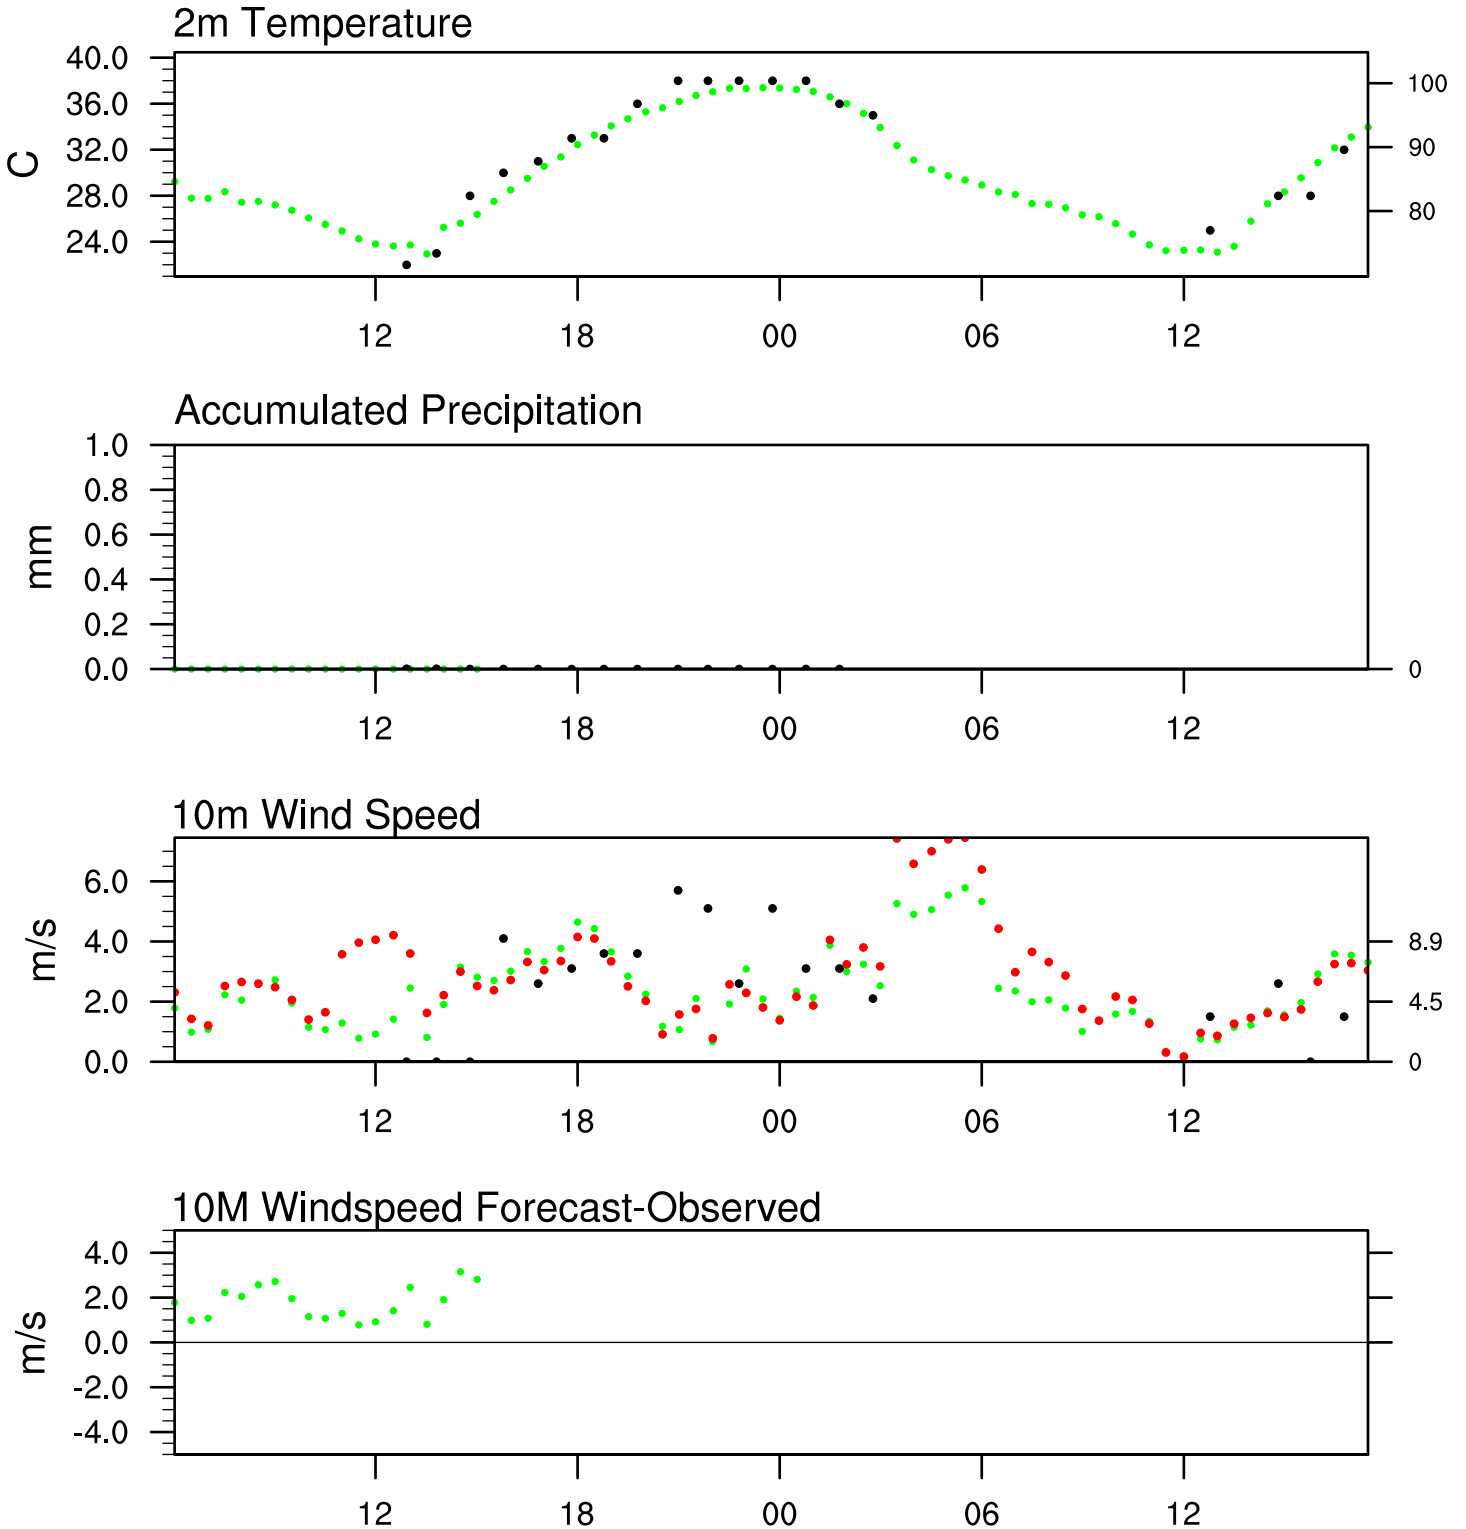 2m Temperature
40.0
36.0
32.0
28.0
24.0
C
100
90
80
12 18 00 06 12
Accumulated Precipitation
1.0
0.8
0.6
0.4
0.2
0.0
mm
0
12 18 00 06 12
10m Wind Speed
6.0
4.0
2.0
0.0
m/s
8.9
4.5
0
12 18 00 06 12
10M Windspeed Forecast-Observed
4.0
2.0
0.0
-2.0
-4.0
m/s
12 18 00 06 12